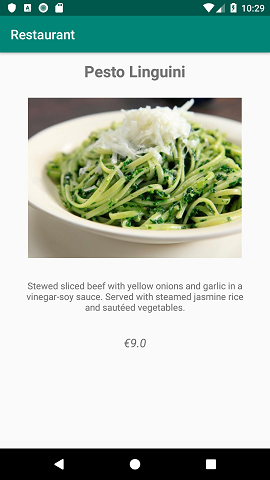 10:29
Restaurant
Pesto Linguini
Stewed sliced beef with yellow onions and garlic in a
vinegar-soy sauce. Served with steamed jasmine rice
and sautéed vegetables.
€9.0